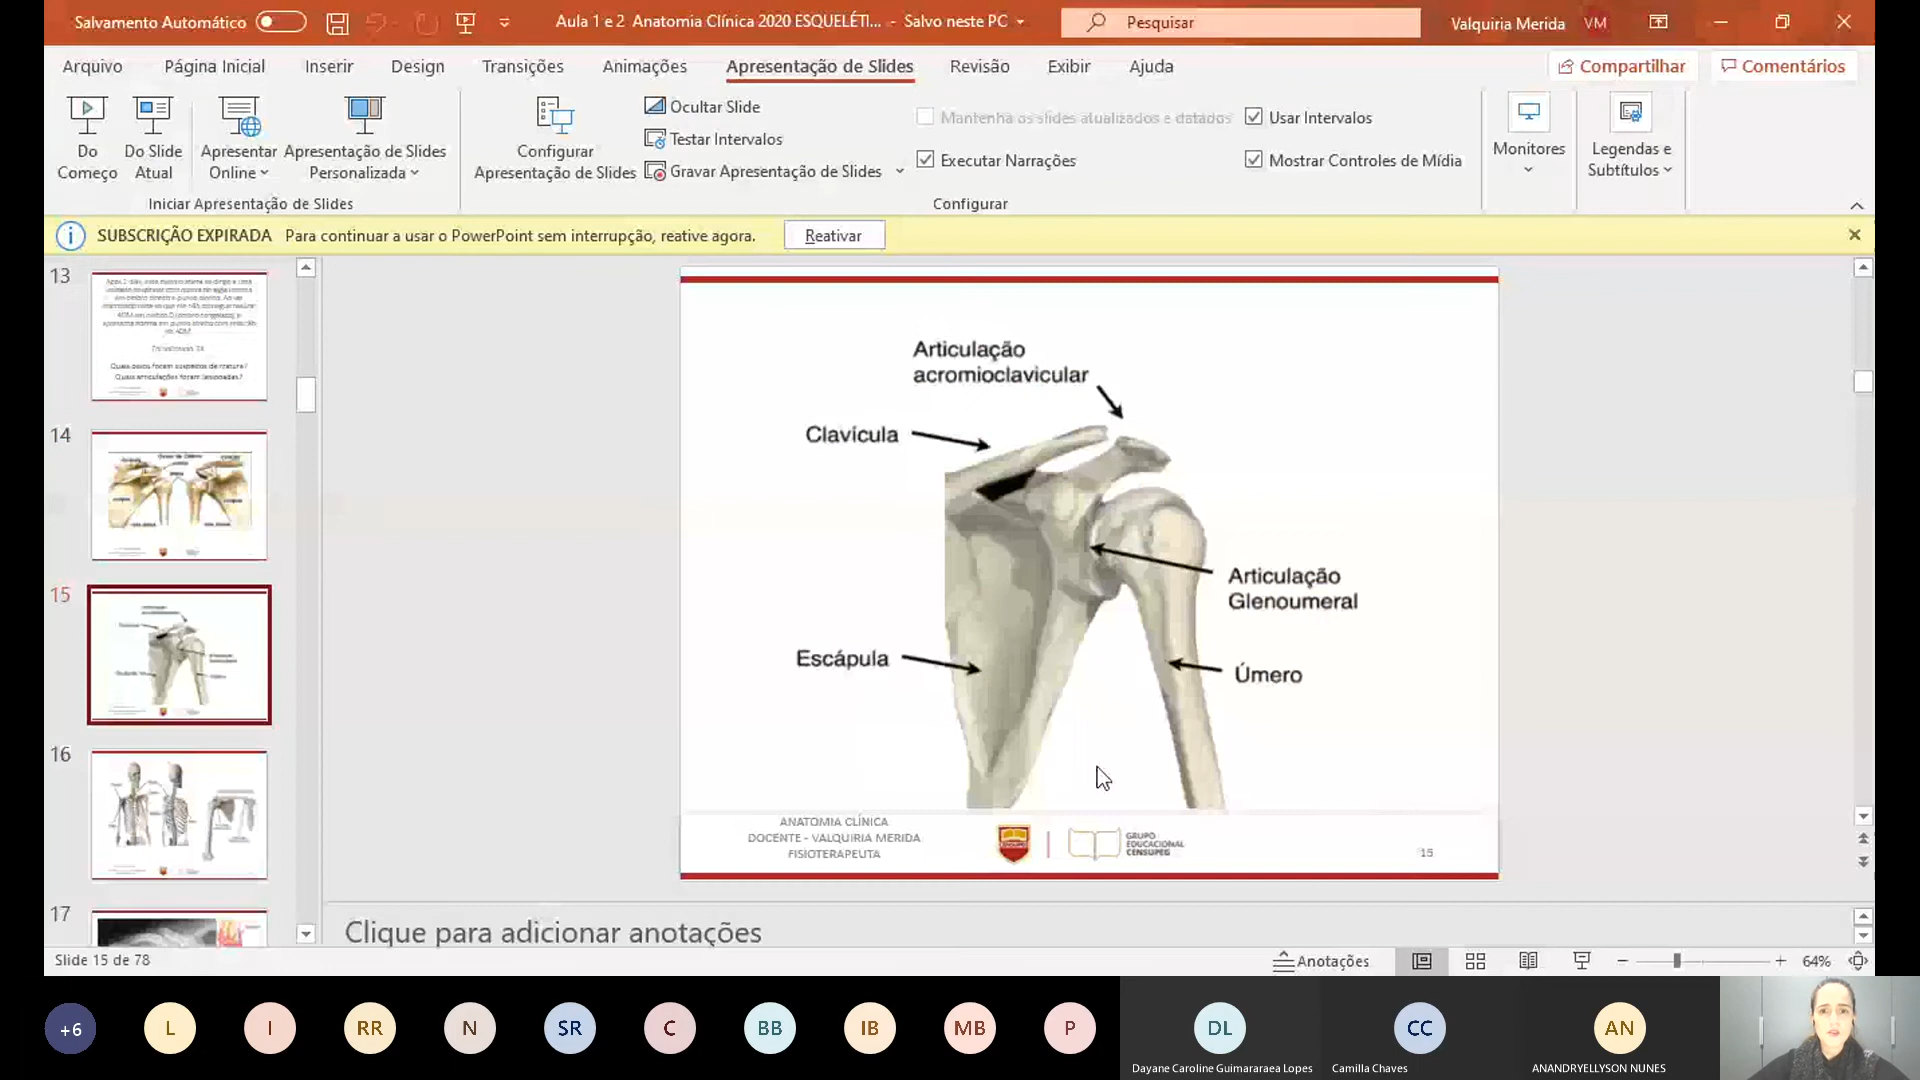 Salvamento Automático
Aula 1 e 2 Anatomia Clínica 2020 ESQUELÉTI... - Salvo neste PC
Pesquisar
Valquiria Merida
VM
Arquivo
Página Inicial
Inserir
Design
Transições
Animações
Apresentação de Slides
Revisão
Exibir
Ajuda
Compartilhar
Comentários
Do
Começo
Do Slide
Atual
Apresentar
Online
Apresentação de Slides
Personalizada
Iniciar Apresentação de Slides
Configurar
Apresentação de Slides
Ocultar Slide
Testar Intervalos
Gravar Apresentação de Slides
Mantenha os slides atualizados e datados
Executar Narrações
Usar Intervalos
Mostrar Controles de Mídia
Configurar
Monitores
Legendas e
Subtítulos
SUBSCRIÇÃO EXPIRADA Para continuar a usar o PowerPoint sem interrupção, reative agora.
Reativar
13
Quais articulações foram lesionadas?
14
15
16
17
Articulação
acromioclavicular
Clavícula
Articulação
Glenoumeral
Escápula
Úmero
ANATOMIA CLÍNICA
DOCENTE - VALQUIRIA MERIDA
FISIOTERAPEUTA
GRUPO
EDUCACIONAL
CENSUPEG
15
Clique para adicionar anotações
Slide 15 de 78
Anotações
64%
+6
L
I
RR
N
SR
C
BB
IB
MB
P
DL
CC
AN
Dayane Caroline Guimararaea Lopes
Camilla Chaves
ANANDRYELLYSON NUNES